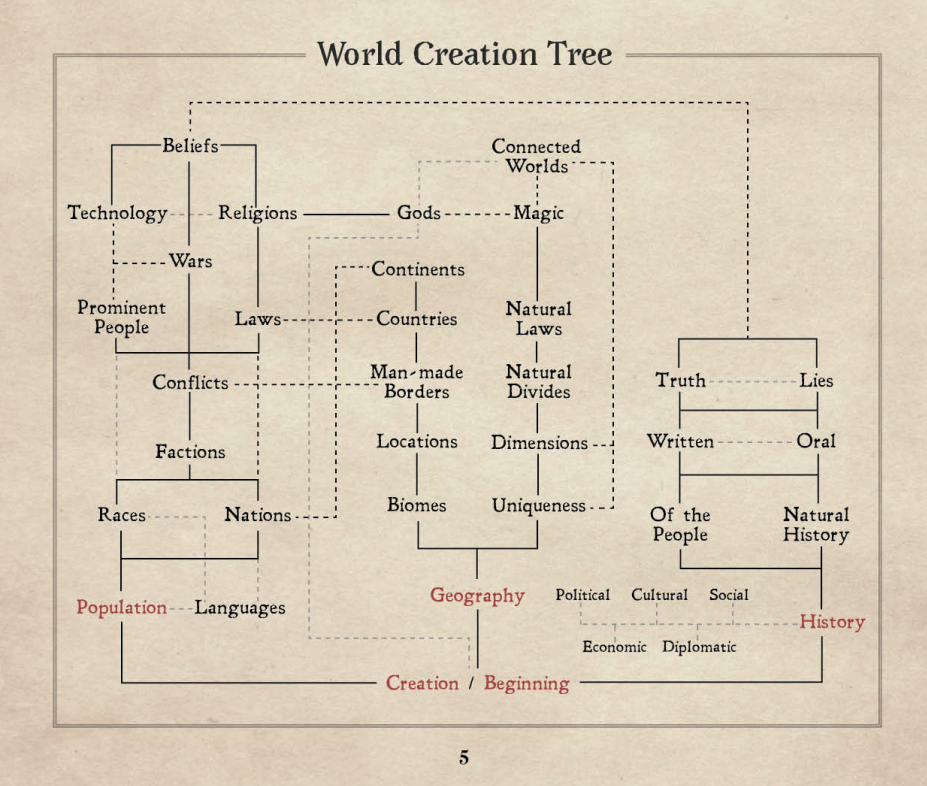 World Creation Tree
Beliefs
Connected
Worlds
Technology
Religions
Gods
Magic
Wars
Continents
Prominent
People
Laws
Countries
Natural
Laws
Conflicts
Man-made
Borders
Natural
Divides
Truth
Lies
Factions
Locations
Dimensions
Written
Oral
Races
Nations
Biomes
Uniqueness
Of the
People
Natural
History
Population
Languages
Geography
Political
Cultural
Social
History
Economic
Diplomatic
Creation / Beginning
5